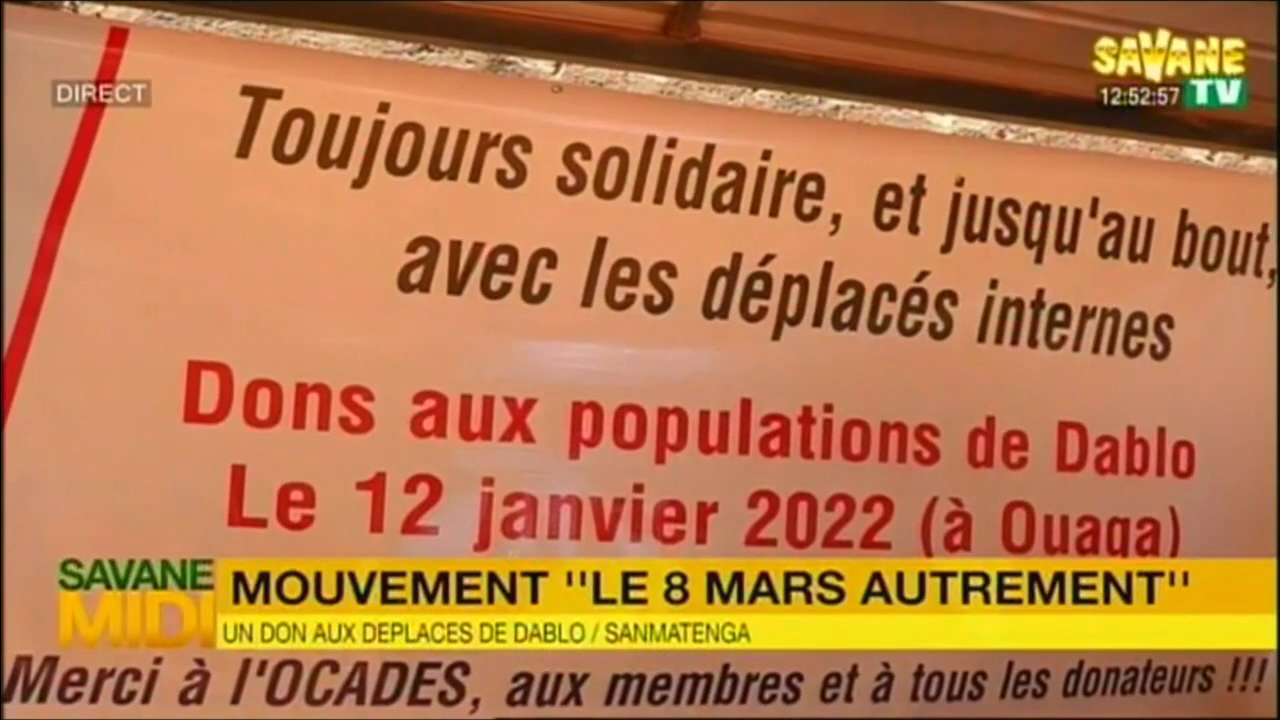 SAVANE
TV
12:52:57
DIRECT
Toujours solidaire, et jusqu'au bout,
avec les déplacés internes
Dons aux populations de Dablo
Le 12 janvier 2022 (à Ouaga)
SAVANE
MIDI
MOUVEMENT "LE 8 MARS AUTREMENT"
UN DON AUX DEPLACES DE DABLO / SANMATENGA
Merci à l'OCADES, aux membres et à tous les donateurs !!!